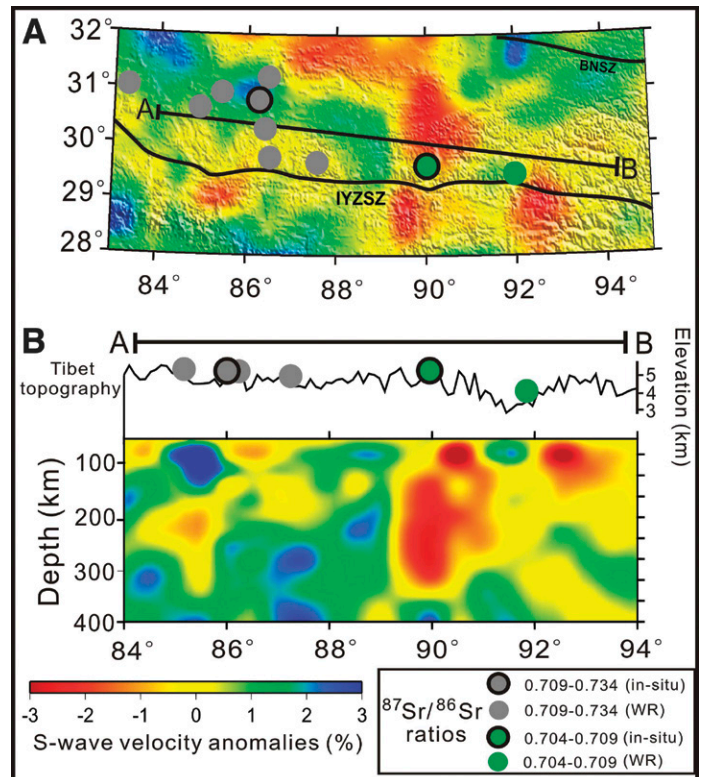 A
32°
31°
30°
29°
28°
BNSZ
A
B
IYZSZ
84° 86° 88° 90° 92° 94°
B
A B
Tibet
topography
5
4
3
Elevation (km)
Depth (km)
100
200
300
400
84° 86° 88° 90° 92° 94°
-3 -2 -1 0 1 2 3
S-wave velocity anomalies (%)
87Sr/86Sr
ratios
0.709-0.734 (in-situ)
0.709-0.734 (WR)
0.704-0.709 (in-situ)
0.704-0.709 (WR)